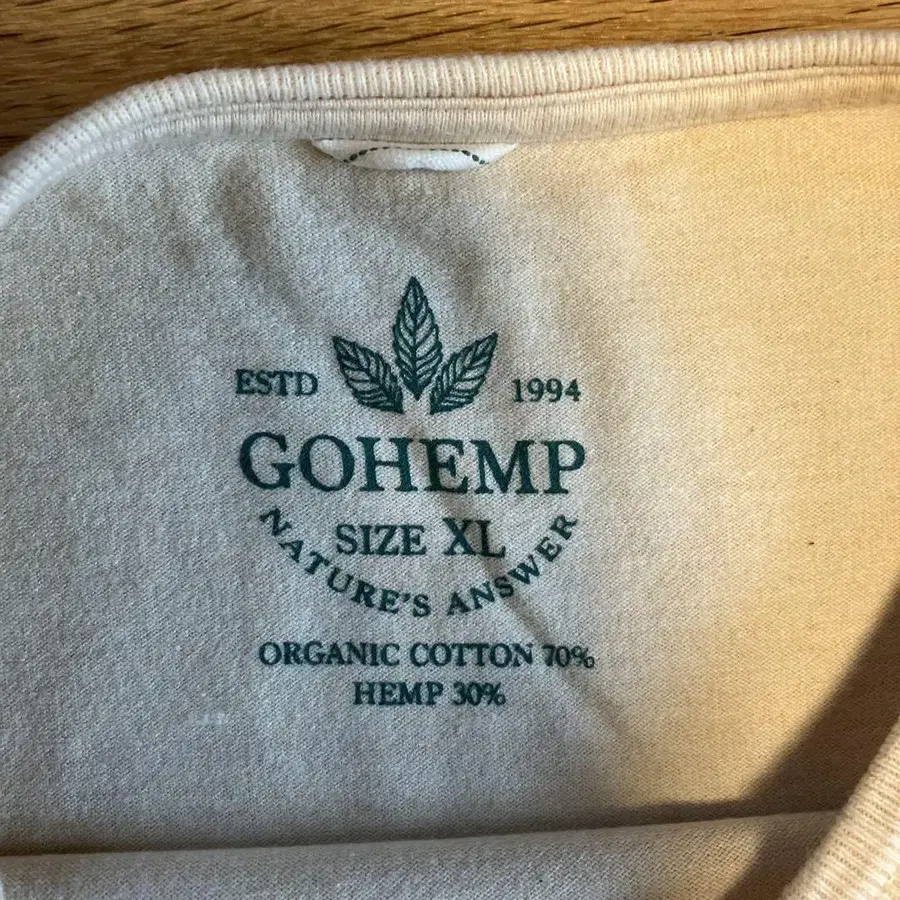 ESTD 1994
GOHEMP
SIZE XL
NATURE'S ANSWER
ORGANIC COTTON 70%
HEMP 30%